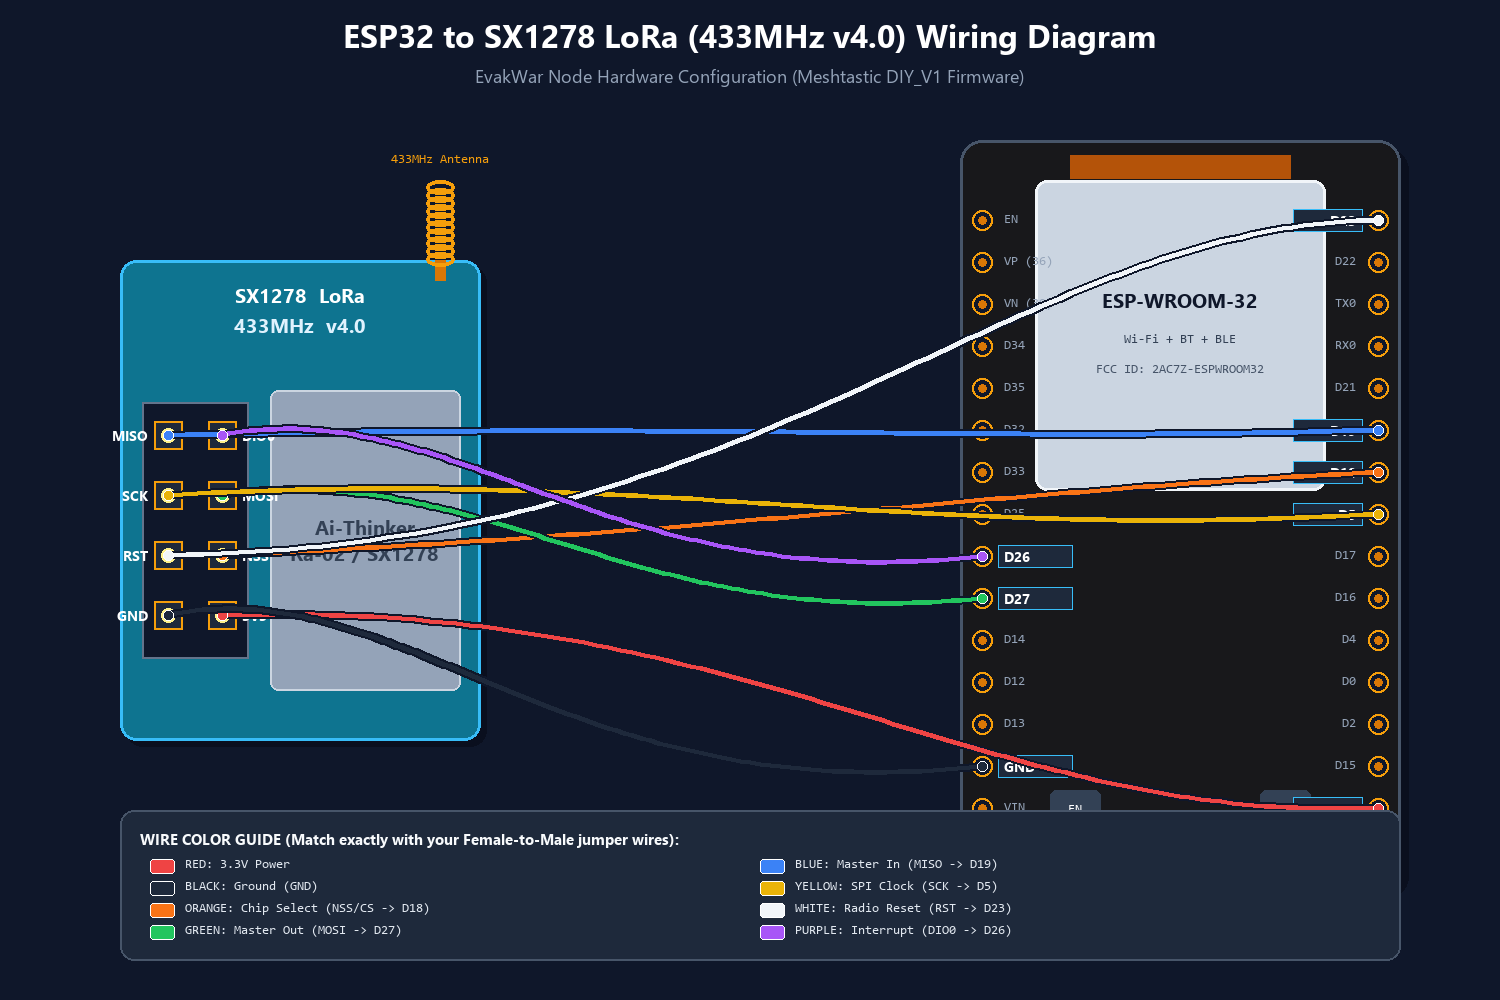 ESP32 to SX1278 LoRa (433MHz v4.0) Wiring Diagram
EvakWar Node Hardware Configuration (Meshtastic DIY_V1 Firmware)
433MHz Antenna
SX1278 LoRa
433MHz v4.0
MISO
DIO0
SCK
MOSI
RST
NSS
GND
Ai-Thinker
Ra-02 / SX1278
EN
VP (36)
VN
D34
D35
D32
D33
D25
D26
D27
D14
D12
D13
GND
VIN
EN
ESP-WROOM-32
Wi-Fi + BT + BLE
FCC ID: 2AC7Z-ESPWROOM32
D22
TX0
RX0
D21
D5
D17
D16
D4
D0
D2
D15
WIRE COLOR GUIDE (Match exactly with your Female-to-Male jumper wires):
RED: 3.3V Power
BLACK: Ground (GND)
ORANGE: Chip Select (NSS/CS -> D18)
GREEN: Master Out (MOSI -> D27)
BLUE: Master In (MISO -> D19)
YELLOW: SPI Clock (SCK -> D5)
WHITE: Radio Reset (RST -> D23)
PURPLE: Interrupt (DIO0 -> D26)